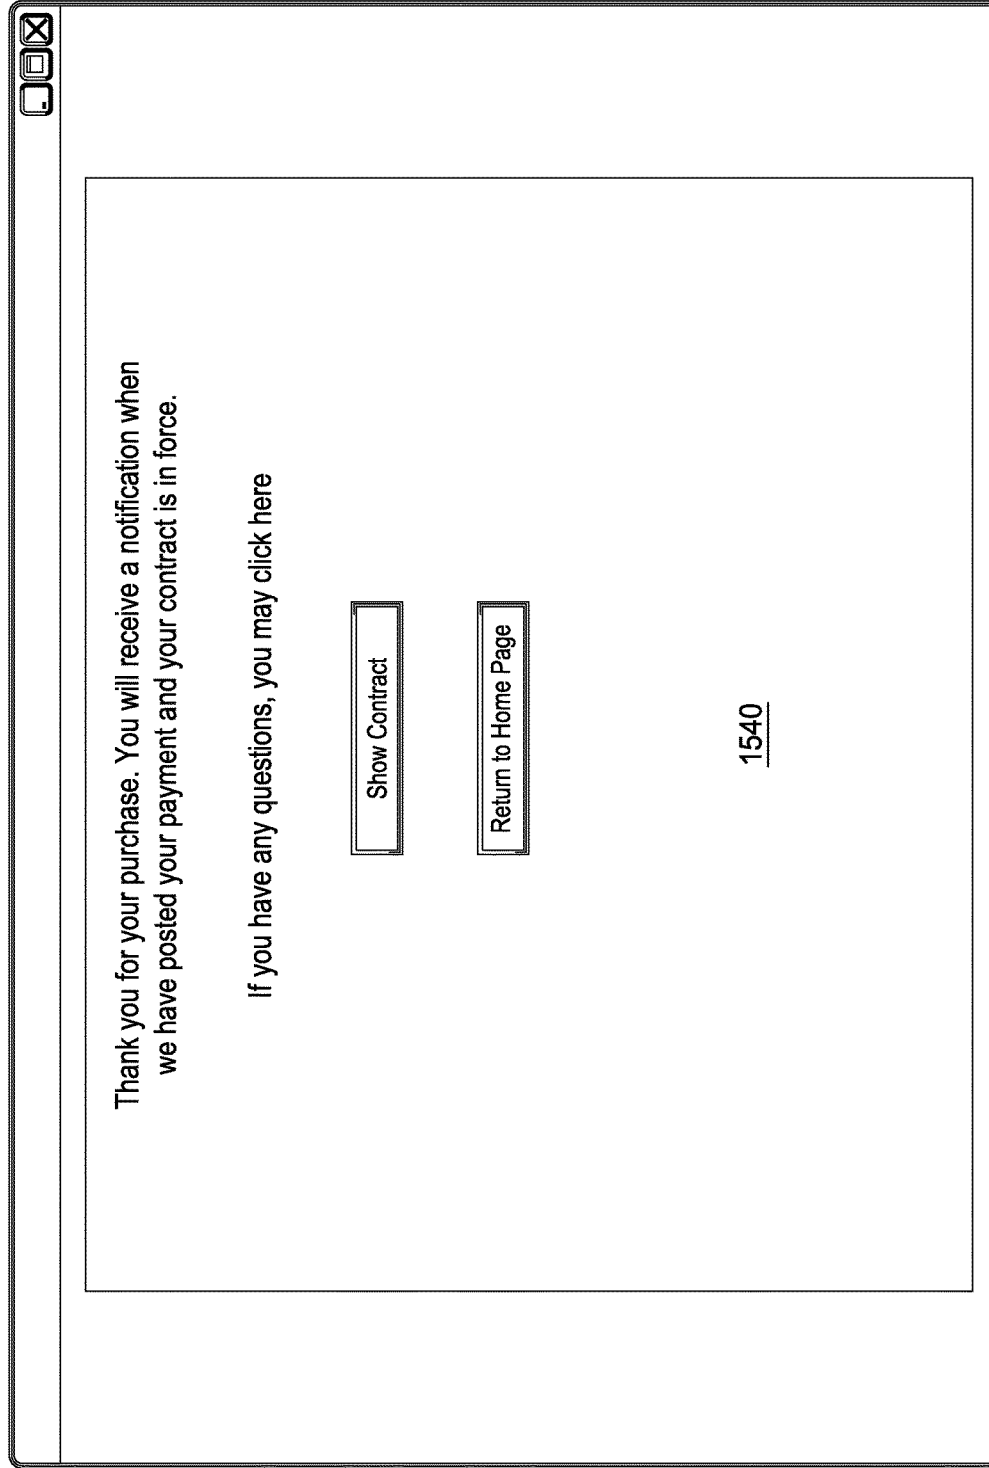 Thank you for your purchase. You will receive a notification when
we have posted your payment and your contract is in force.
If you have any questions, you may click here
Show Contract
Return to Home Page
1540